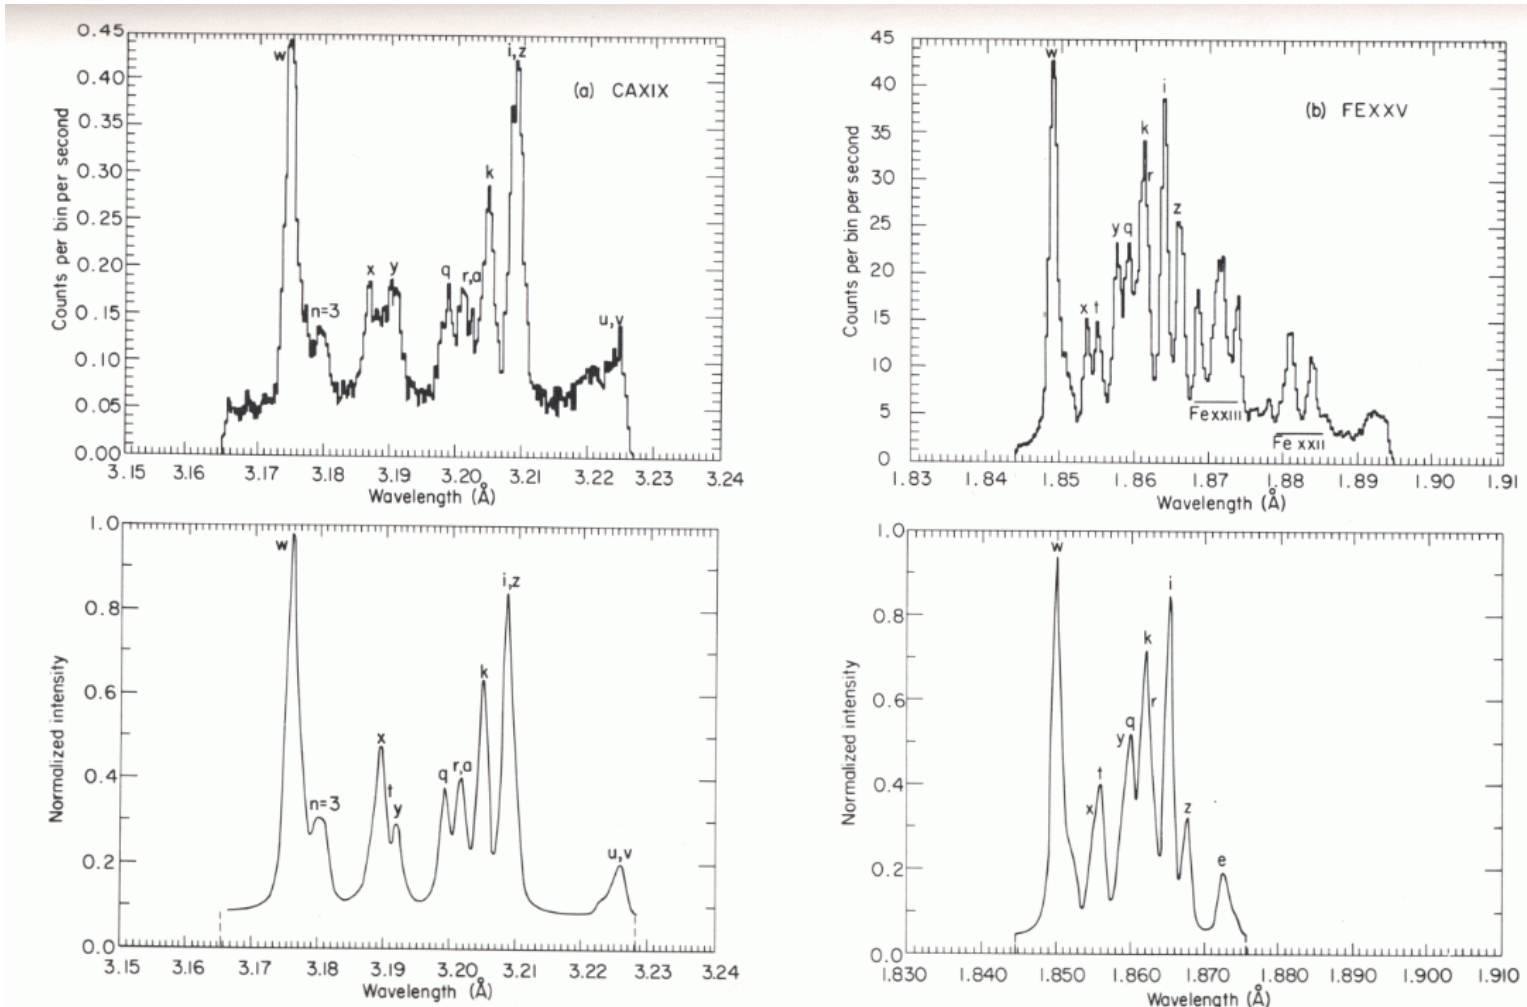 0.45
0.40
0.35
0.30
0.25
0.20
0.15
0.10
0.05
0.00
Counts per bin per second
3.15 3.16 3.17 3.18 3.19 3.20 3.21 3.22 3.23 3.24
Wavelength (Å)
(a) CAXIX
w
n=3
x
y
q
r,a
k
i,z
u,v
45
40
35
30
25
20
15
10
5
0
Counts per bin per second
1.83 1.84 1.85 1.86 1.87 1.88 1.89 1.90 1.91
Wavelength (Å)
(b) FEXXV
w
x t
y q
k
r
i
z
Fe XXIII
Fe XXII
1.0
0.8
0.6
0.4
0.2
0.0
Normalized intensity
3.15 3.16 3.17 3.18 3.19 3.20 3.21 3.22 3.23 3.24
Wavelength (Å)
w
n=3
x
t
y
q
r,a
k
i,z
u,v
1.0
0.8
0.6
0.4
0.2
0.0
Normalized intensity
1.830 1.840 1.850 1.860 1.870 1.880 1.890 1.900 1.910
Wavelength (Å)
w
x
t
y
q
k
r
i
z
e